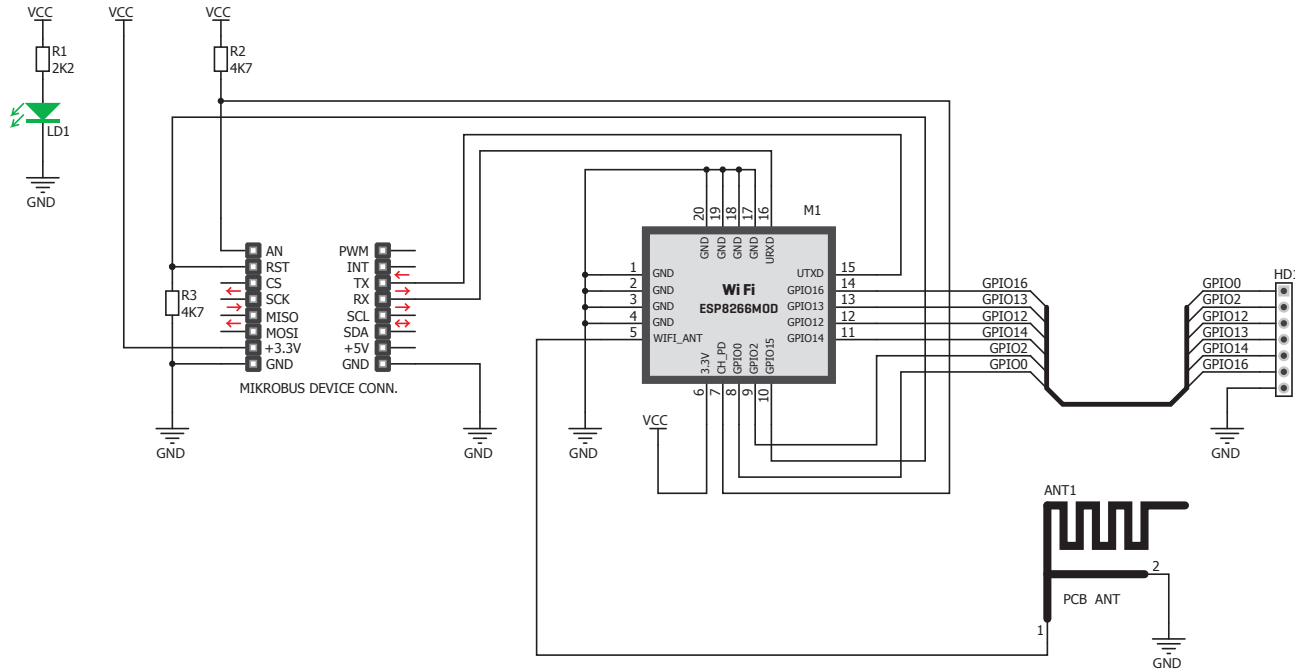 VCC
VCC
VCC
R1
2K2
R2
4K7
LD1
GND
AN
RST
CS
SCK
MISO
MOSI
+3.3V
GND
PWM
INT
TX
RX
SCL
SDA
+5V
GND
R3
4K7
MIKROBUS DEVICE CONN.
GND
GND
GND
M1
20
19
18
17
16
GND
GND
GND
GND
URXD
1
2
3
4
5
GND
GND
GND
GND
WIFI_ANT
WiFi
ESP8266MOD
UTXD
GPIO16
GPIO13
GPIO12
GPIO14
15
14
13
12
11
3.3V
CH_PD
GPIO0
GPIO2
GPIO15
6
7
8
9
10
VCC
GPIO16
GPIO13
GPIO12
GPIO14
GPIO2
GPIO0
HD1
GPIO0
GPIO2
GPIO12
GPIO13
GPIO14
GPIO16
GND
ANT1
2
PCB ANT
1
GND